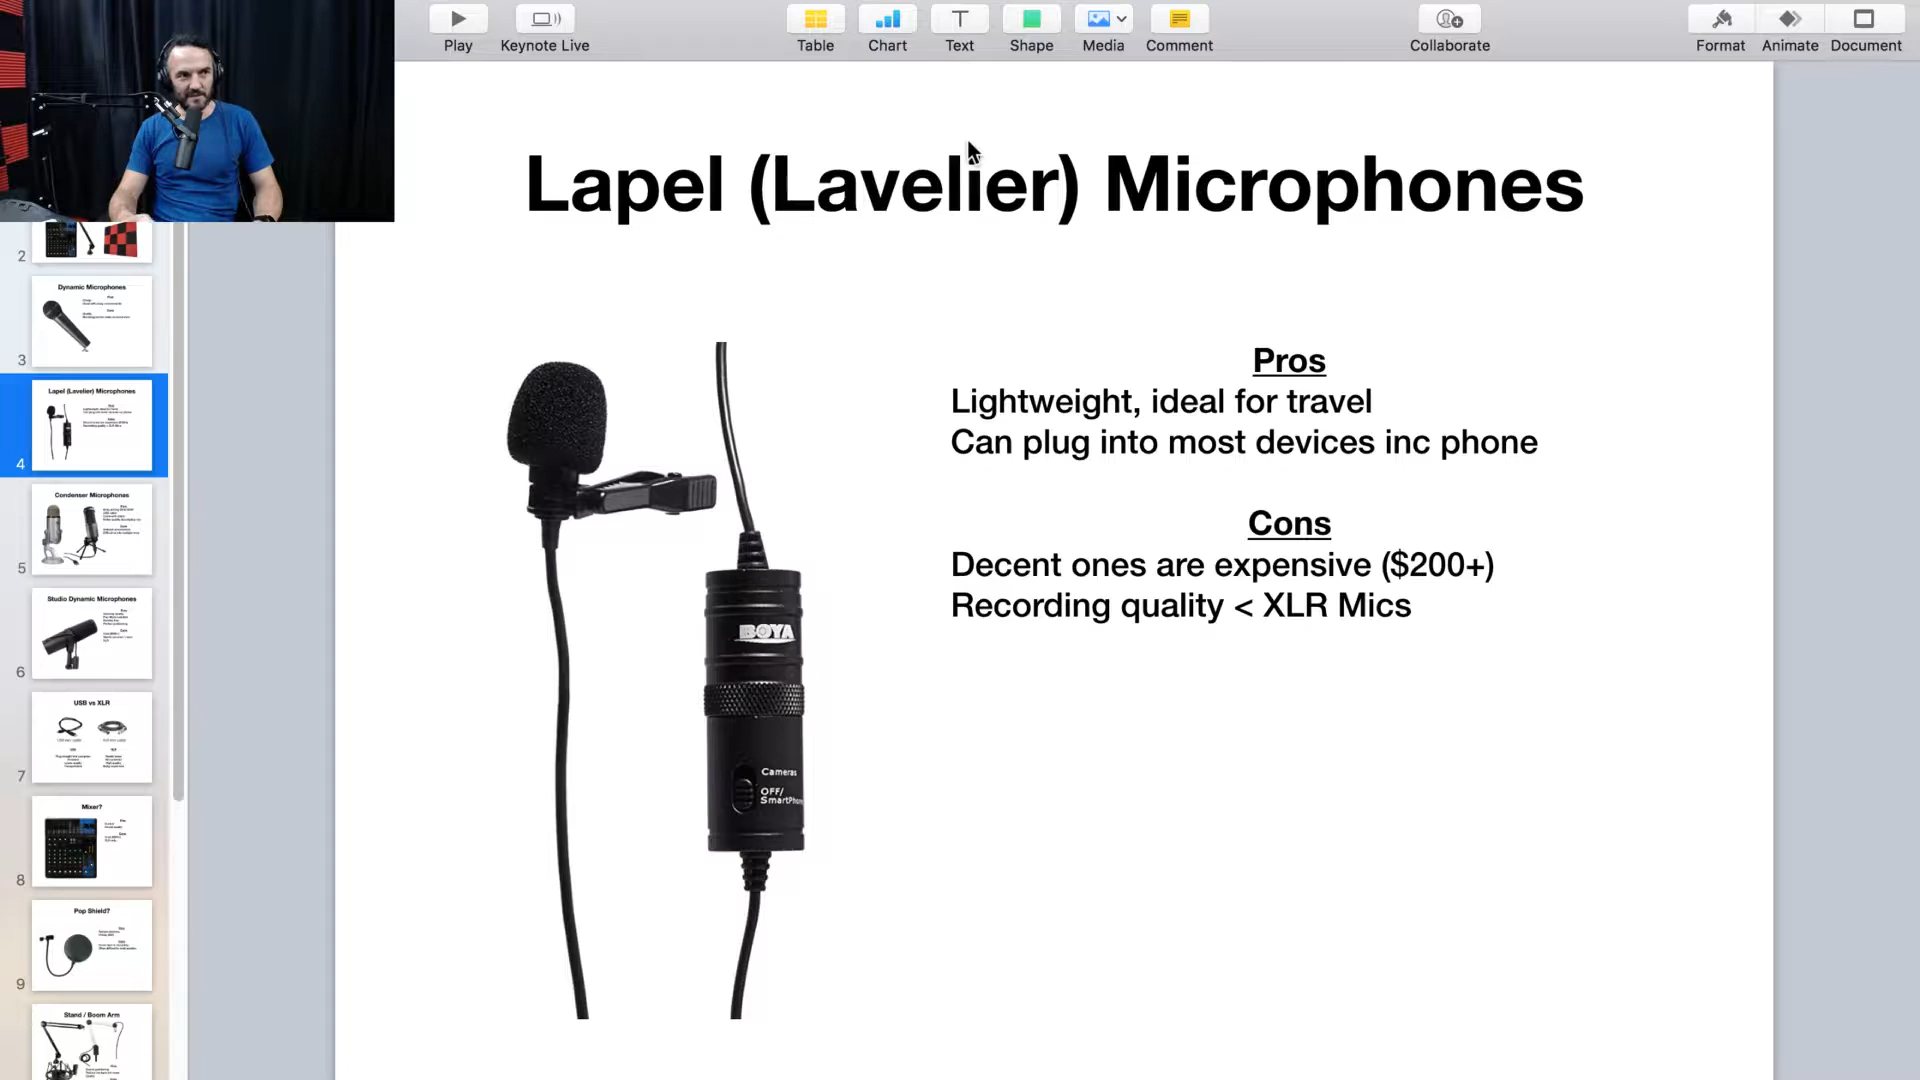 Play
Keynote Live
Table
Chart
Text
Shape
Media
Comment
Collaborate
Format
Animate
Document
Lapel (Lavelier) Microphones
Pros
Lightweight, ideal for travel
Can plug into most devices inc phone
Cons
Decent ones are expensive ($200+)
Recording quality < XLR Mics
BOYA
Cameras
OFF/
SmartPhone
2
Dynamic Microphones
3
Lapel (Lavelier) Microphones
4
Condenser Microphones
5
Studio Dynamic Microphones
6
USB vs XLR
7
Mixer?
8
Pop Shield?
9
Stand / Boom Arm